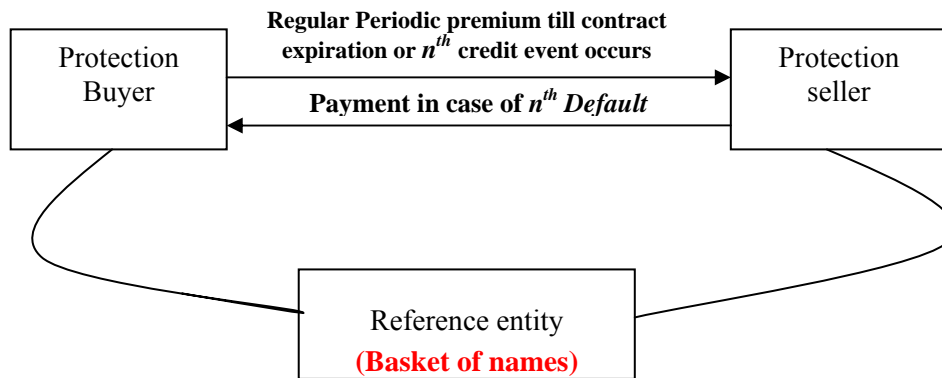 Regular Periodic premium till contract
expiration or nth credit event occurs
Protection
Buyer
Protection
seller
Payment in case of nth Default
Reference entity
(Basket of names)